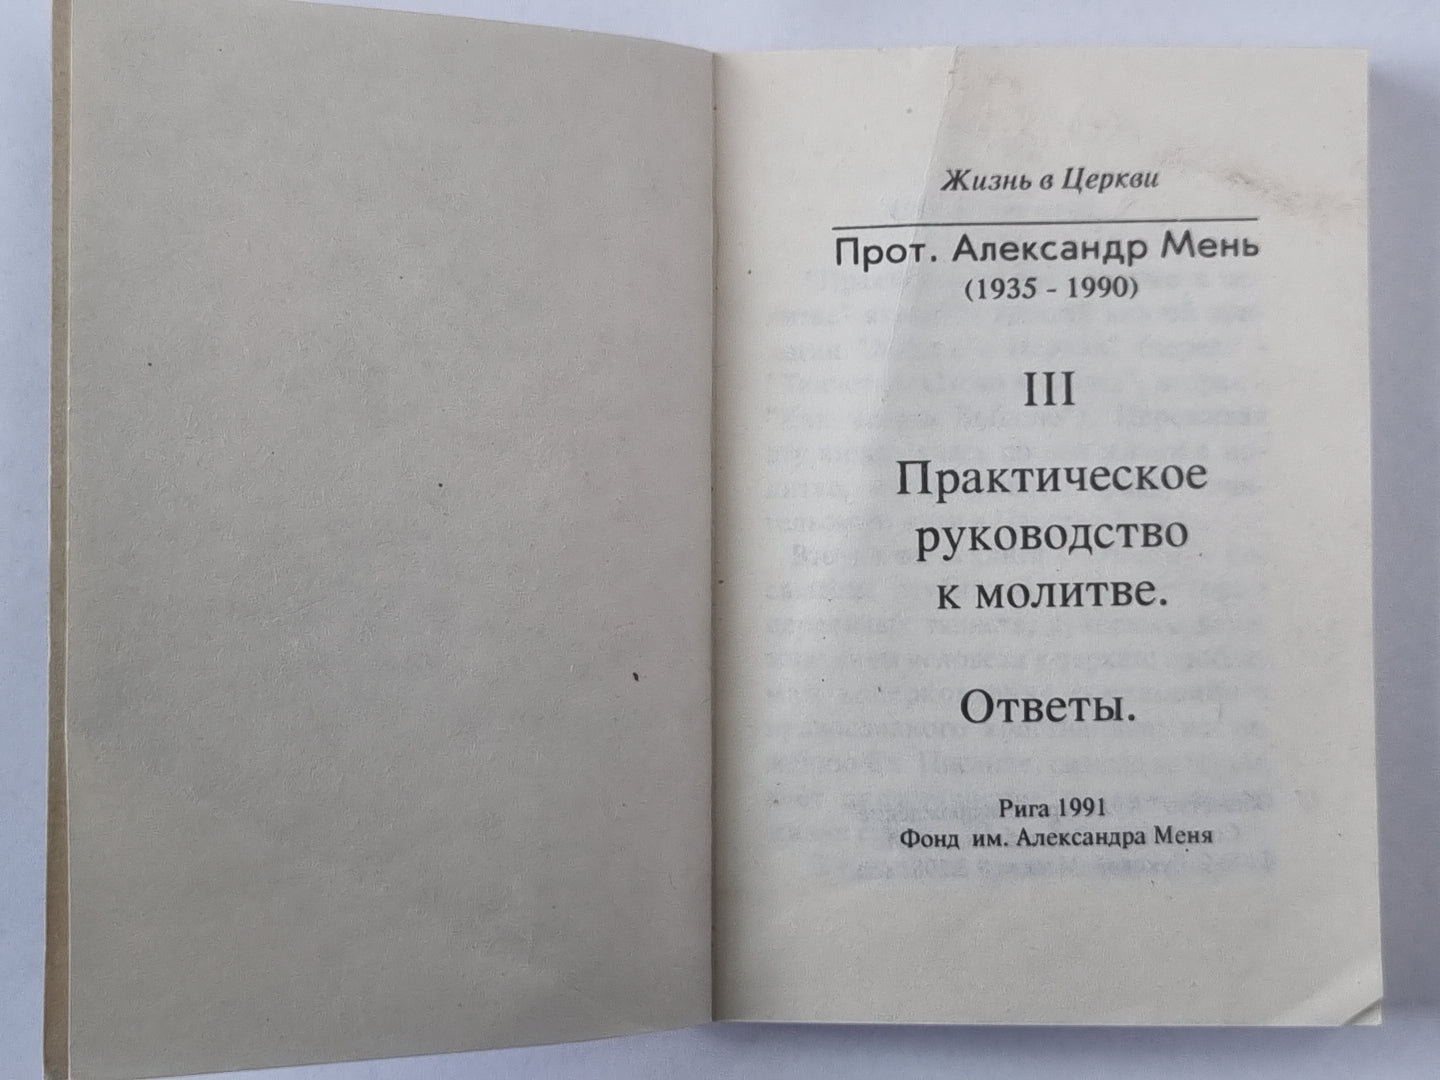 Жизнь в Церкви
Прот. Александр Мень
(1935 - 1990)
III
Практическое
руководство
к молитве.
Ответы.
Рига 1991
Фонд им. Александра Меня